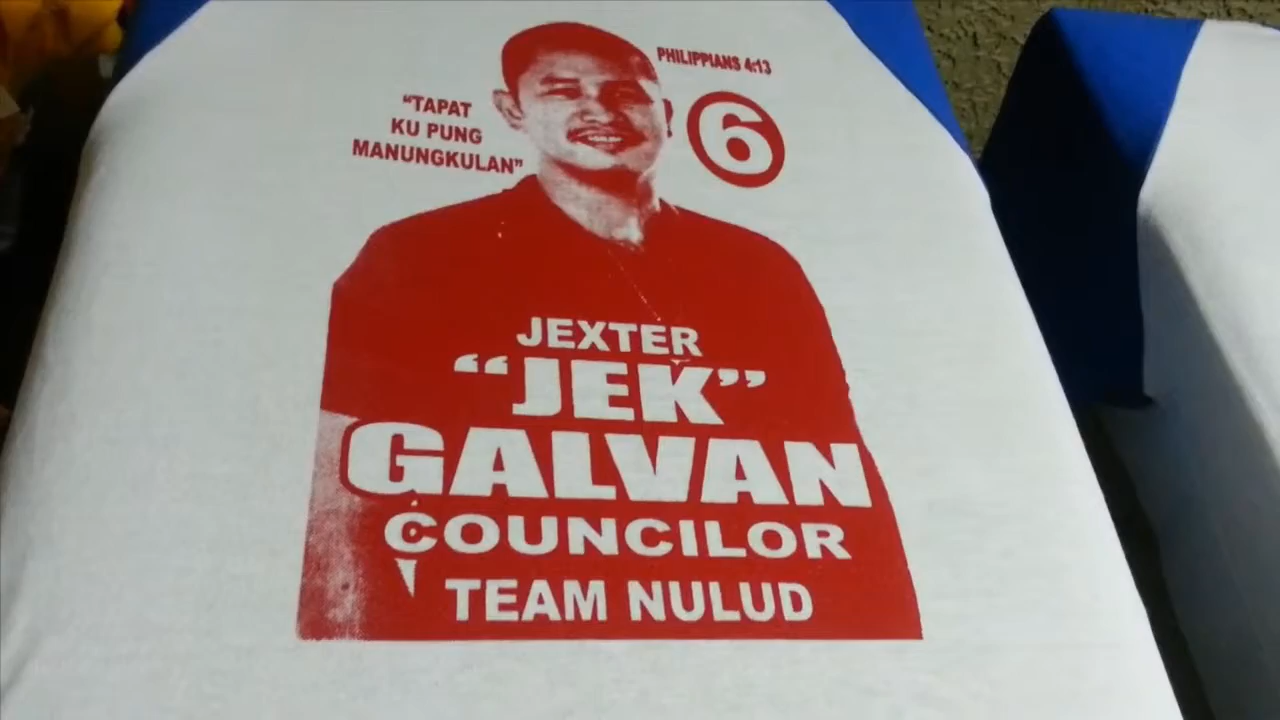 PHILIPPIANS 4:13
"TAPAT
KU PUNG
MANUNGKULAN"
6
JEXTER
"JEK"
GALVAN
COUNCILOR
TEAM NULUD